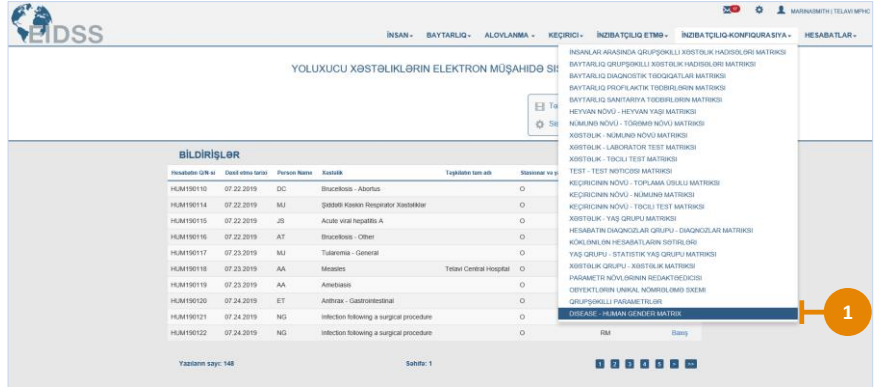 EIDSS
MARINASMITH | TELAVI MPHC
İNSAN BAYTARLIQ ALOVLANMA KEÇIRICI İNZIBATÇILIQ ETMƏ İNZIBATÇILIQ-KONFIQURASIYA HESABATLAR
YOLUXUCU XƏSTƏLIKLƏRIN ELEKTRON MÜŞAHIDƏ
INSANLAR ARASINDA QRUPŞƏKILLI XƏSTƏLIK HADISƏLƏRI MATRIKSI
BAYTARLIQ QRUPŞƏKILLI XƏSTƏLIK HADISƏLƏRI MATRIKSI
BAYTARLIQ DIAQNOSTIK TƏDQIQATLAR MATRIKSI
BAYTARLIQ PROFILAKTIK TƏDBIRLƏRIN MATRIKSI
BAYTARLIQ SANITARIYA TƏDBIRLƏRIN MATRIKSI
HEYVAN NÖVÜ - HEYVAN YAŞI MATRIKSI
NÜMUNƏ NÖVÜ - TÖRƏMƏ NÖVÜ MATRIKSI
XƏSTƏLIK - NÜMUNƏ NÖVÜ MATRIKSI
XƏSTƏLIK - LABORATOR TEST MATRIKSI
XƏSTƏLIK - TƏCILI TEST MATRIKSI
TEST - TEST NƏTICƏSI MATRIKSI
KEÇIRICININ NÖVÜ - TOPLAMA ÜSULU MATRIKSI
KEÇIRICININ NÖVÜ - NÜMUNƏ MATRIKSI
KEÇIRICININ NÖVÜ - TƏCILI TEST MATRIKSI
XƏSTƏLIK - YAŞ QRUPU MATRIKSI
HESABATIN DIAQNOZLAR QRUPU - DIAQNOZLAR MATRIKSI
KÖKLƏNILƏN HESABATLARIN SƏTIRLƏRI
YAŞ QRUPU - STATISTIK YAŞ QRUPU MATRIKSI
XƏSTƏLIK QRUPU - XƏSTƏLIK MATRIKSI
PARAMETR NÖVLƏRININ REDAKTƏEDICISI
OBYEKTLƏRIN UNIKAL NÖMRƏLƏMƏ SXEMI
QRUPŞƏKILLI PARAMETRLƏR
DISEASE - HUMAN GENDER MATRIX
1
BİLDİRİŞLƏR
Hesabatın Q/N-si Daxil etmə tarixi Person Name Xəstəlik Təşkilatın tam adı Stasionar
HUM190110 07.22.2019 DC Brucellosis - Abortus O
HUM190114 07.22.2019 MJ Şiddətli Kəskin Respirator Xəstəliklər O
HUM190115 07.22.2019 JS Acute viral hepatitis A O
HUM190116 07.22.2019 AT Brucellosis - Other O
HUM190117 07.23.2019 MJ Tularemia - General O
HUM190118 07.23.2019 AA Measles Telavi Central Hospital O
HUM190119 07.23.2019 AA Amebiasis O
HUM190120 07.24.2019 ET Anthrax - Gastrointestinal O
HUM190121 07.24.2019 NG Infection following a surgical procedure O
HUM190122 07.24.2019 NG Infection following a surgical procedure O RM Baxış
Yazıların sayı: 148 Səhifə: 1 1 2 3 4 5 > >>